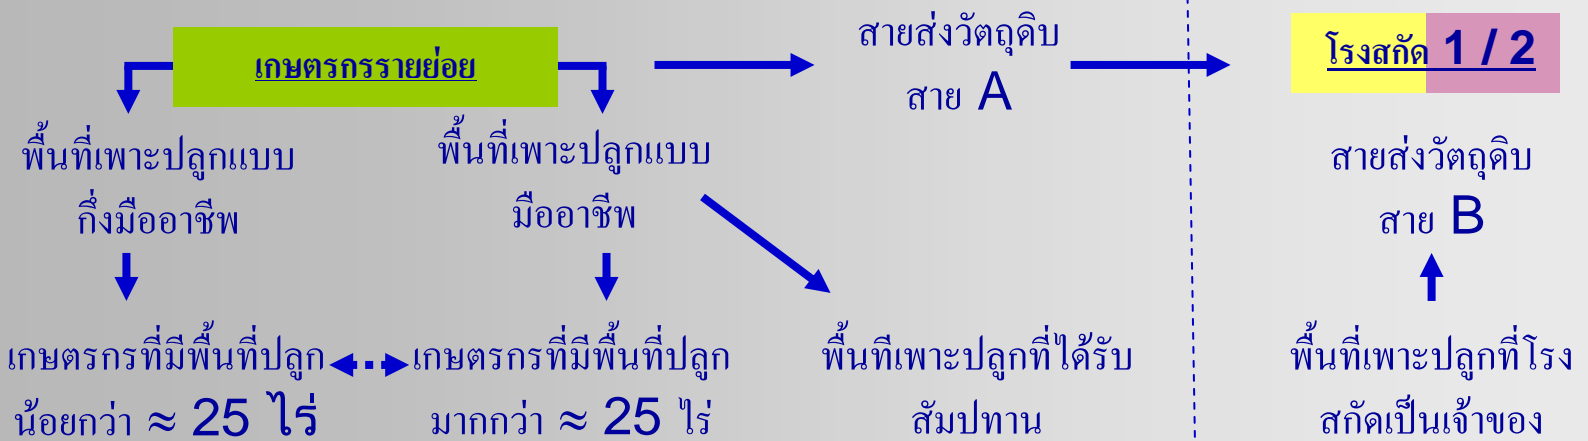 เกษตรกรรายย่อย
สายส่งวัตถุดิบ
สาย A
โรงสกัด 1 / 2
พื้นที่เพาะปลูกแบบ
กึ่งมืออาชีพ
พื้นที่เพาะปลูกแบบ
มืออาชีพ
สายส่งวัตถุดิบ
สาย B
เกษตรกรที่มีพื้นที่ปลูก
น้อยกว่า ≈ 25 ไร่
เกษตรกรที่มีพื้นที่ปลูก
มากกว่า ≈ 25 ไร่
พื้นทีเพาะปลูกที่ได้รับ
สัมปทาน
พื้นที่เพาะปลูกที่โรง
สกัดเป็นเจ้าของ